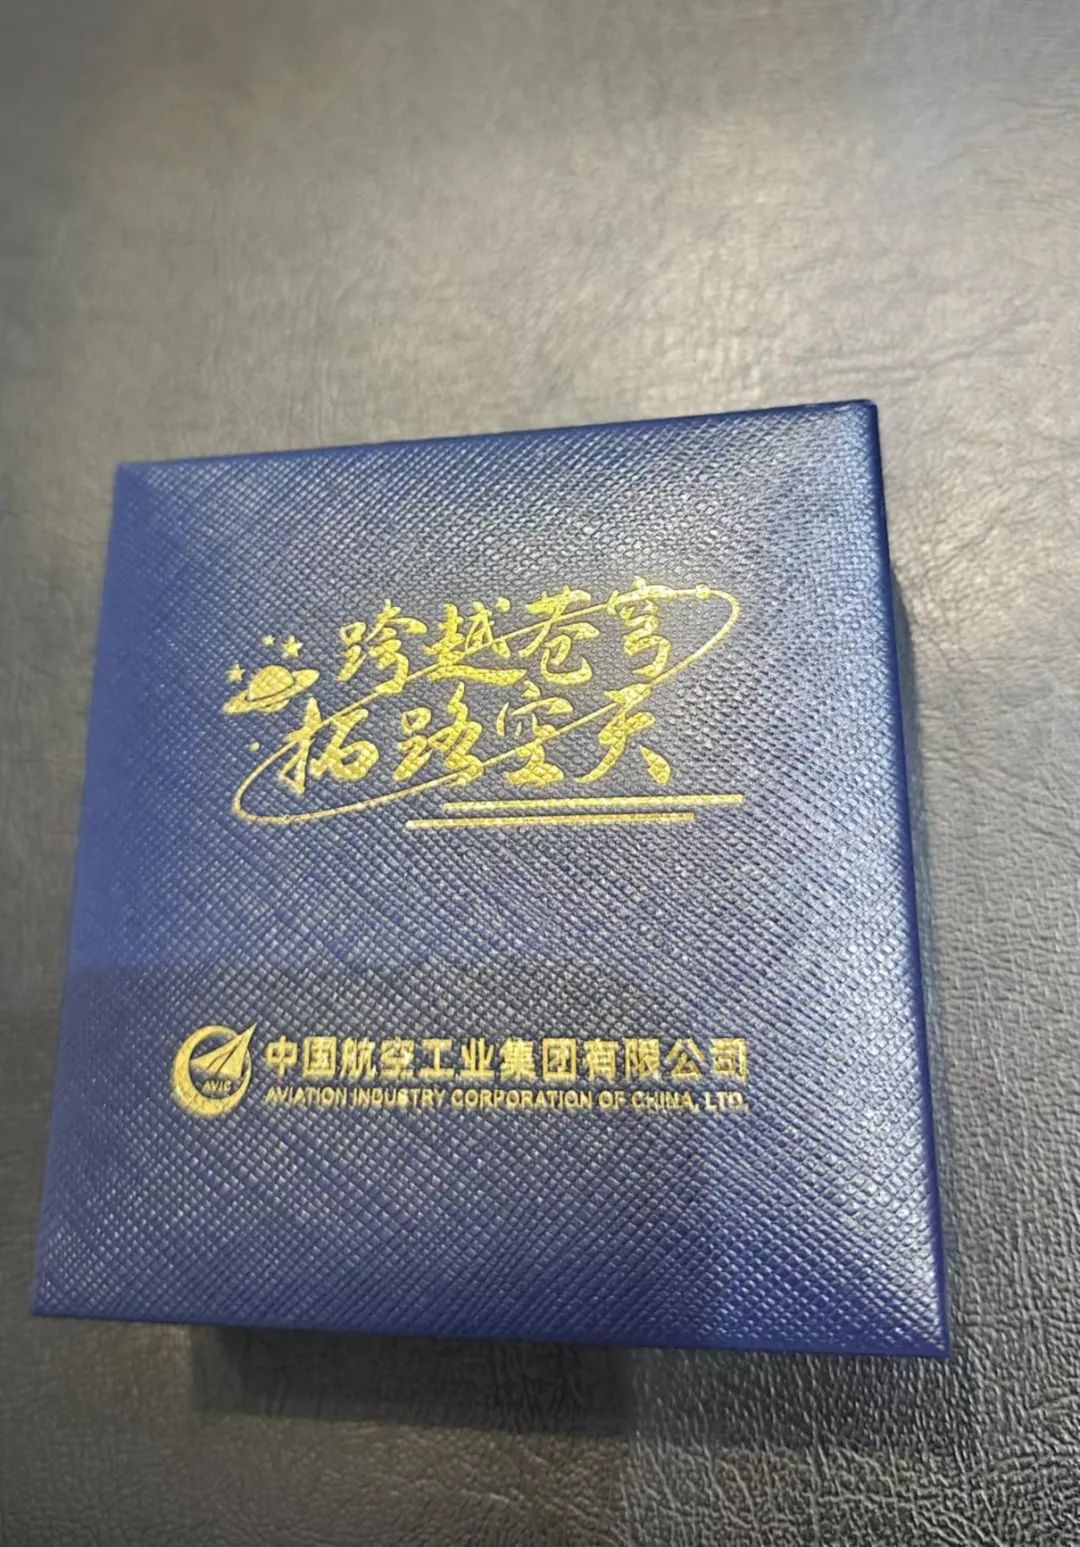 跨越苍穹
拓路空天
AVIC
中国航空工业集团有限公司
AVIATION INDUSTRY CORPORATION OF CHINA, LTD.